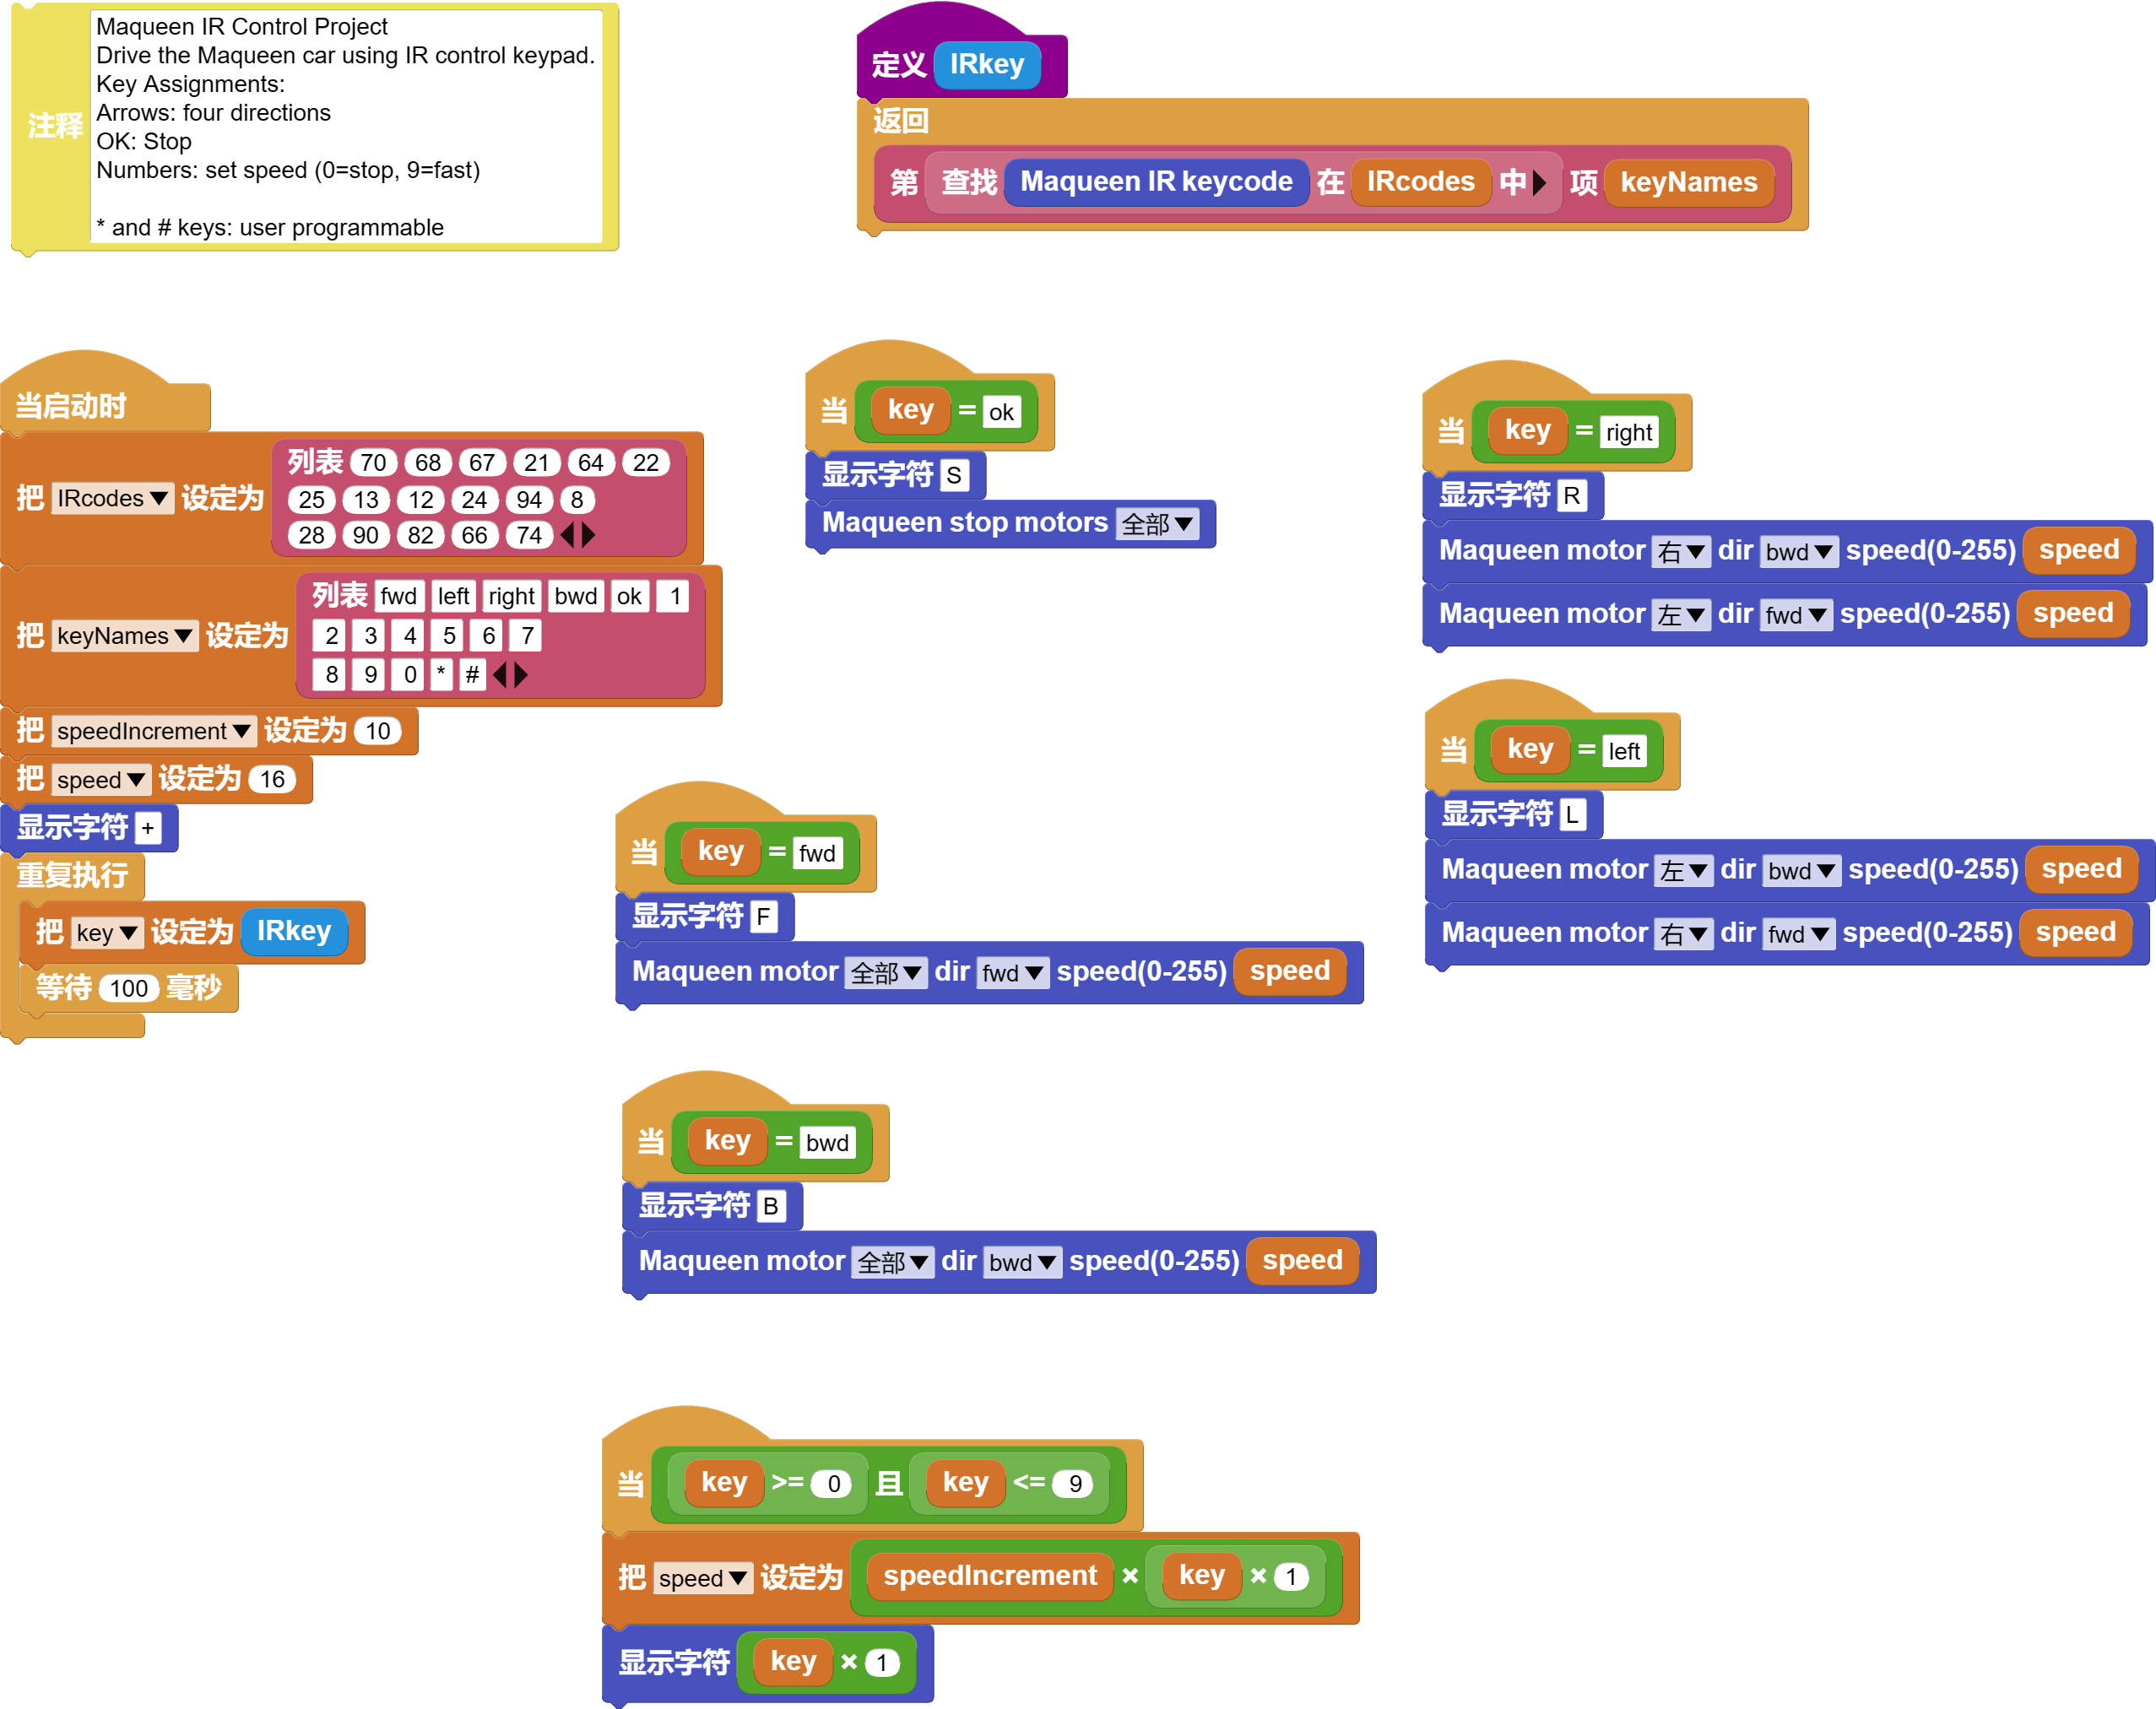 注释
Maqueen IR Control Project
Drive the Maqueen car using IR control keypad.
Key Assignments:
Arrows: four directions
OK: Stop
Numbers: set speed (0=stop, 9=fast)
* and # keys: user programmable
定义 IRkey
返回
第 查找 Maqueen IR keycode 在 IRcodes 中 项 keyNames
当启动时
把 IRcodes 设定为 列表 70 68 67 21 64 22
25 13 12 24 94 8
28 90 82 66 74
把 keyNames 设定为 列表 fwd left right bwd ok 1
2 3 4 5 6 7
8 9 0 * #
把 speedIncrement 设定为 10
把 speed 设定为 16
显示字符 +
重复执行
把 key 设定为 IRkey
等待 100 毫秒
当 key = ok
显示字符 S
Maqueen stop motors 全部
当 key = right
显示字符 R
Maqueen motor 右 dir bwd speed(0-255) speed
Maqueen motor 左 dir fwd speed(0-255) speed
当 key = left
显示字符 L
Maqueen motor 左 dir bwd speed(0-255) speed
Maqueen motor 右 dir fwd speed(0-255) speed
当 key = fwd
显示字符 F
Maqueen motor 全部 dir fwd speed(0-255) speed
当 key = bwd
显示字符 B
Maqueen motor 全部 dir bwd speed(0-255) speed
当 key >= 0 且 key <= 9
把 speed 设定为 speedIncrement × key × 1
显示字符 key × 1